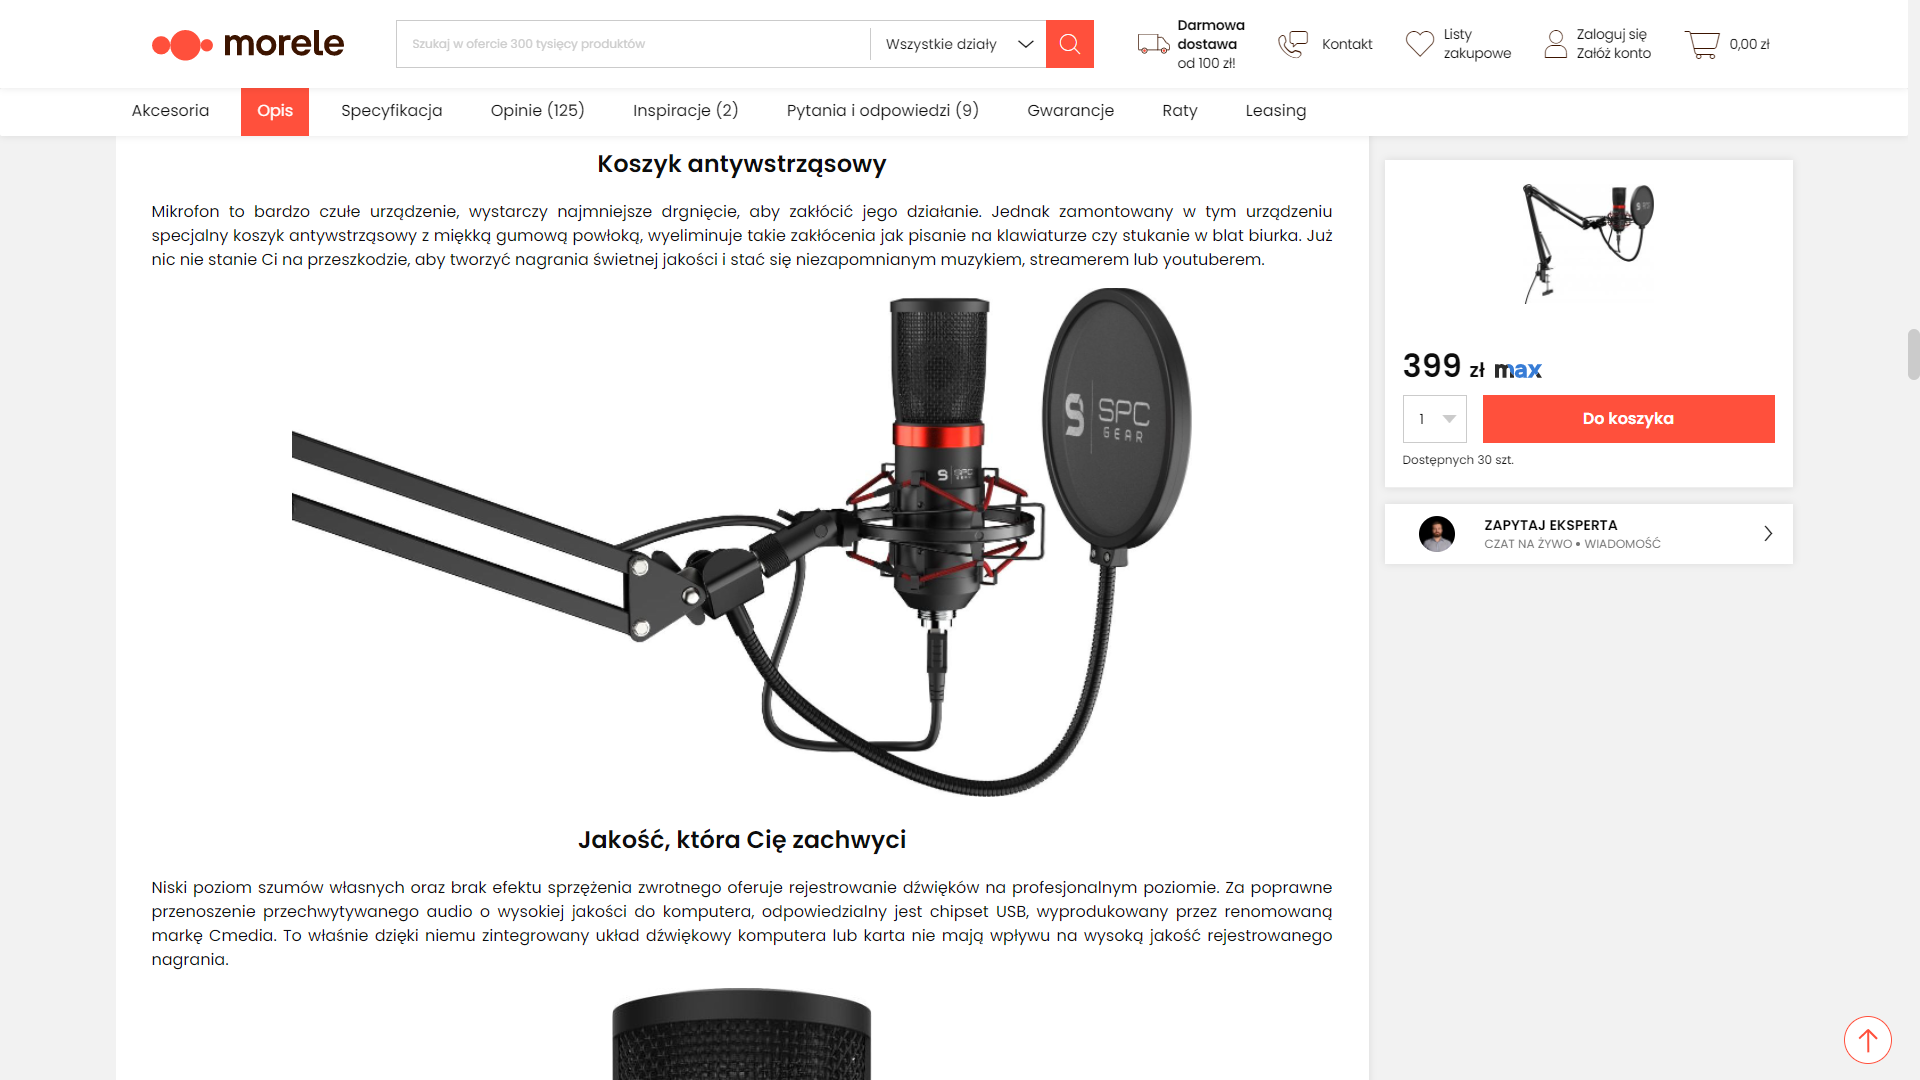 morele
Szukaj w ofercie 300 tysięcy produktów
Wszystkie działy
Darmowa
dostawa
od 100 zł!
Kontakt
Listy
zakupowe
Zaloguj się
Załóż konto
0,00 zł
Akcesoria
Opis
Specyfikacja
Opinie (125)
Inspiracje (2)
Pytania i odpowiedzi (9)
Gwarancje
Raty
Leasing
Koszyk antywstrząsowy
Mikrofon to bardzo czułe urządzenie, wystarczy najmniejsze drgnięcie, aby zakłócić jego działanie. Jednak zamontowany w tym urządzeniu
specjalny koszyk antywstrząsowy z miękką gumową powłoką, wyeliminuje takie zakłócenia jak pisanie na klawiaturze czy stukanie w blat biurka. Już
nic nie stanie Ci na przeszkodzie, aby tworzyć nagrania świetnej jakości i stać się niezapomnianym muzykiem, streamerem lub youtuberem.
SPC
GEAR
SPC
GEAR
Jakość, która Cię zachwyci
Niski poziom szumów własnych oraz brak efektu sprzężenia zwrotnego oferuje rejestrowanie dźwięków na profesjonalnym poziomie. Za poprawne
przenoszenie przechwytywanego audio o wysokiej jakości do komputera, odpowiedzialny jest chipset USB, wyprodukowany przez renomowaną
markę Cmedia. To właśnie dzięki niemu zintegrowany układ dźwiękowy komputera lub karta nie mają wpływu na wysoką jakość rejestrowanego
nagrania.
399 zł max
1
Do koszyka
Dostępnych 30 szt.
ZAPYTAJ EKSPERTA
CZAT NA ŻYWO • WIADOMOŚĆ